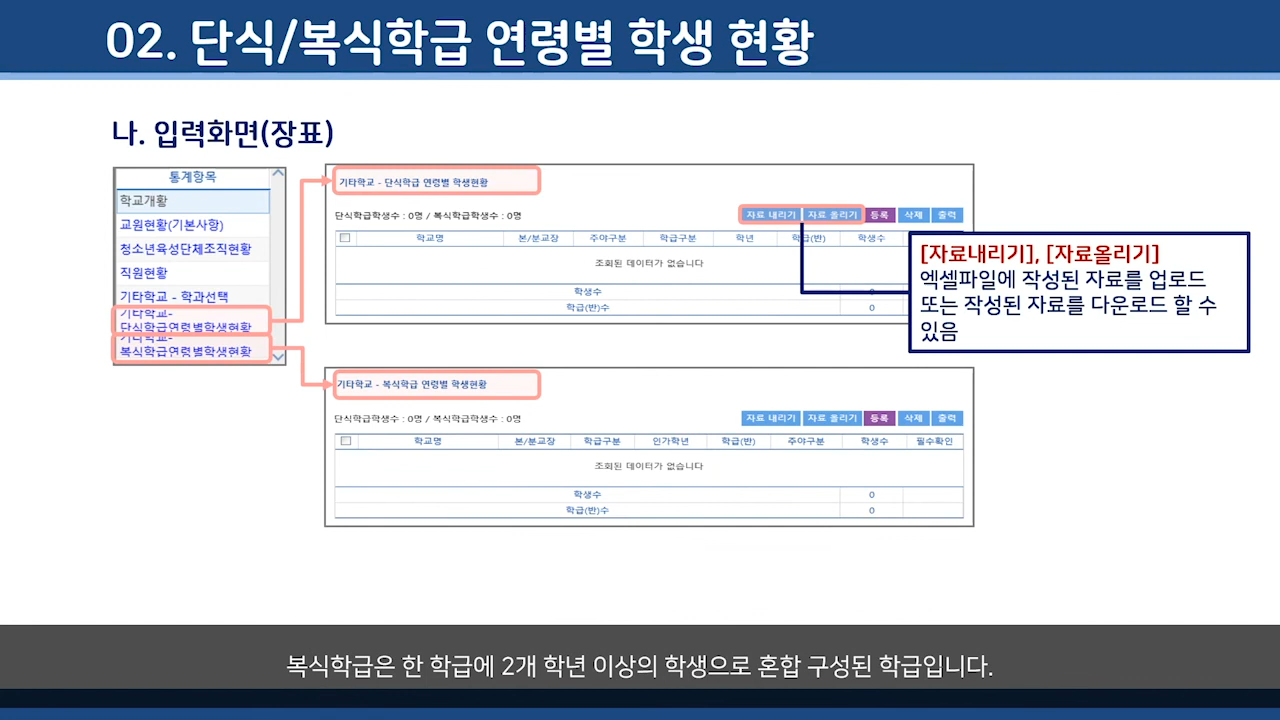 02. 단식/복식학급 연령별 학생 현황
나. 입력화면(장표)
통계항목
학교개황
교원현황(기본사항)
청소년육성단체조직현황
직원현황
기타학교 - 학과선택
기타학교-
단식학급연령별학생현황
기타학교-
복식학급연령별학생현황
기타학교 - 단식학급 연령별 학생현황
단식학급학생수 : 0명 / 복식학급학생수 : 0명
자료 내리기 자료 올리기 등록 삭제 출력
학교명 본/분교장 주야구분 학급구분 학년 학급(반) 학생수
조회된 데이터가 없습니다
학생수 0
학급(반)수 0
[자료내리기], [자료올리기]
엑셀파일에 작성된 자료를 업로드
또는 작성된 자료를 다운로드 할 수
있음
기타학교 - 복식학급 연령별 학생현황
단식학급학생수 : 0명 / 복식학급학생수 : 0명
자료 내리기 자료 올리기 등록 삭제 출력
학교명 본/분교장 학급구분 인가학년 학급(반) 주야구분 학생수 필수확인
조회된 데이터가 없습니다
학생수 0
학급(반)수 0
복식학급은 한 학급에 2개 학년 이상의 학생으로 혼합 구성된 학급입니다.